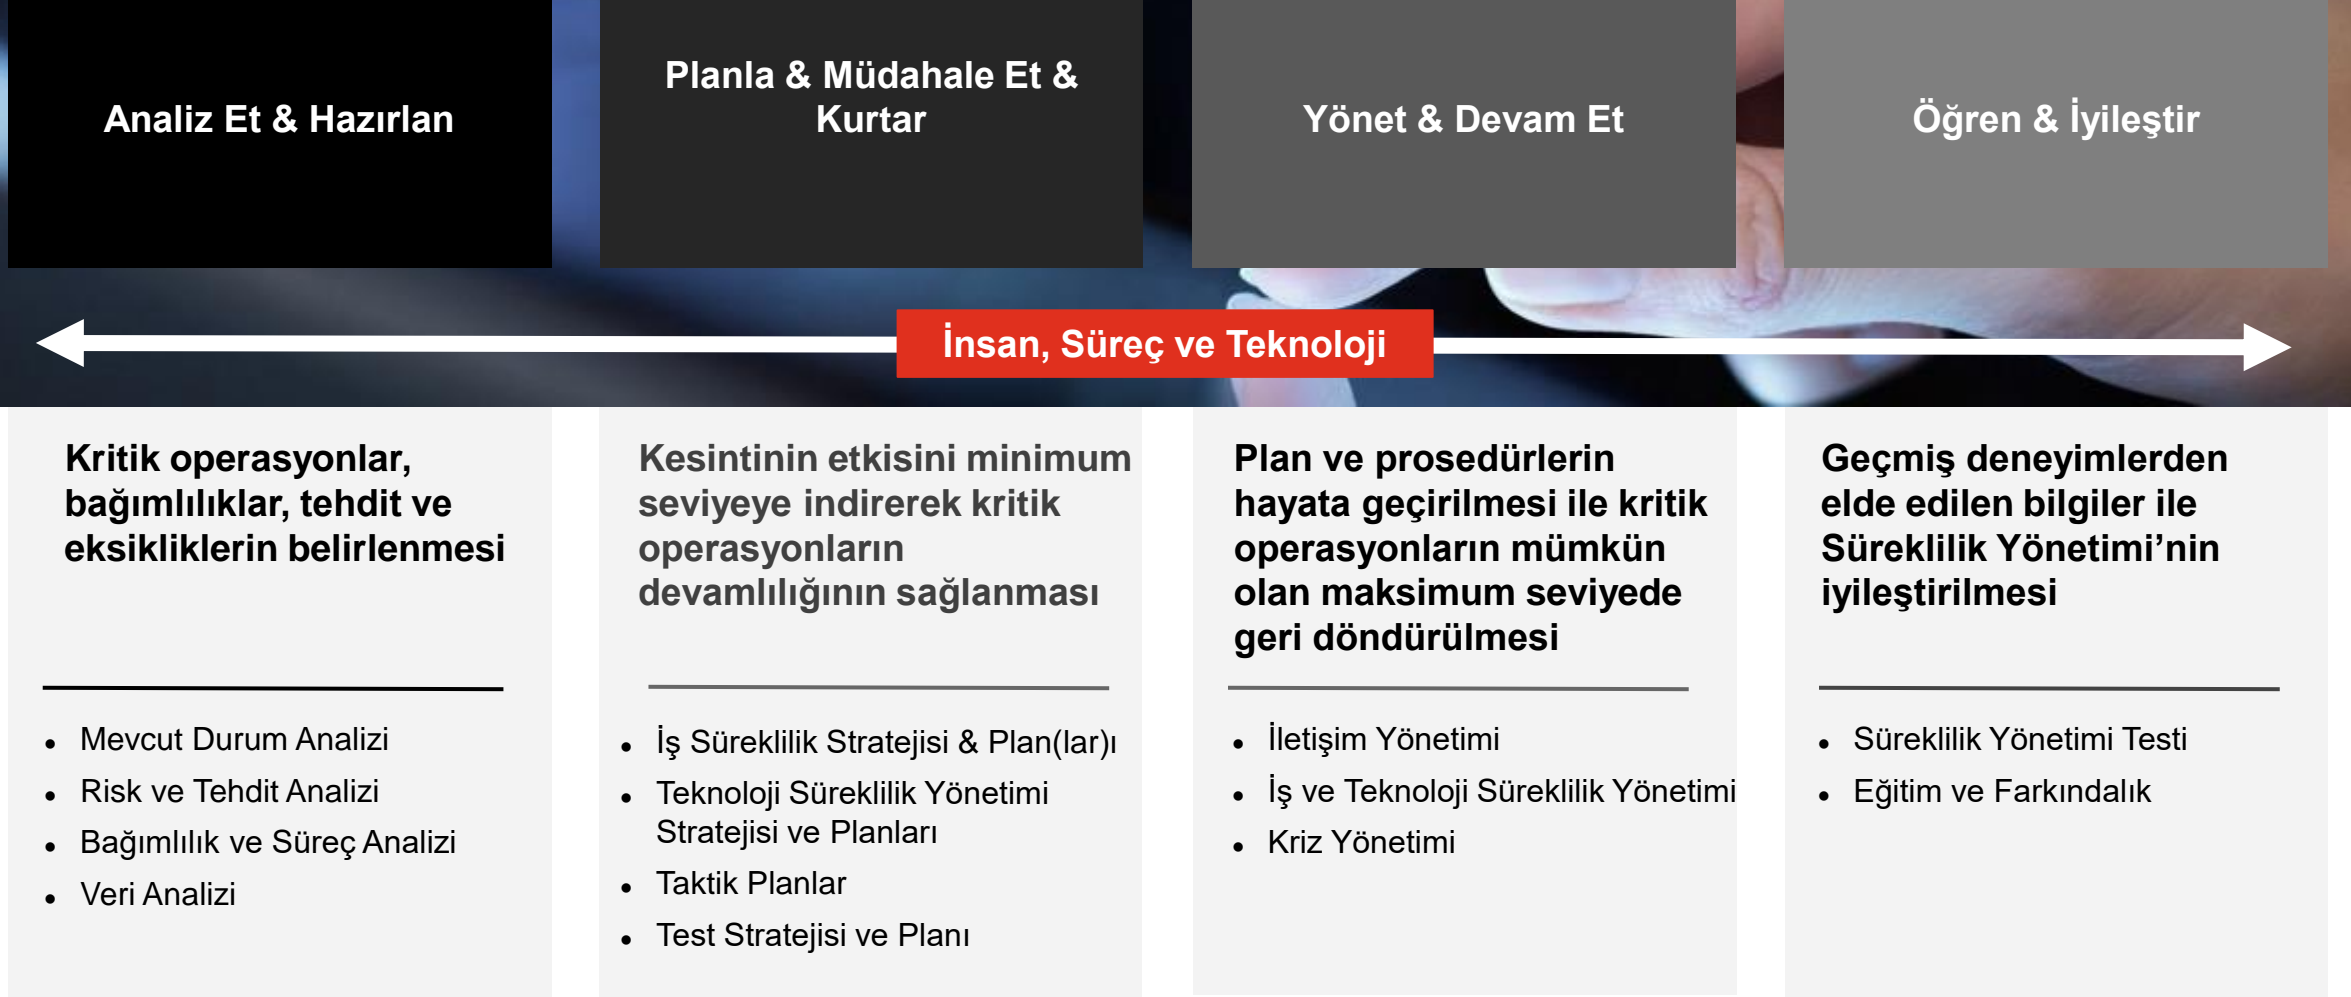 Analiz Et & Hazırlan
Planla & Müdahale Et &
Kurtar
Yönet & Devam Et
Öğren & İyileştir
İnsan, Süreç ve Teknoloji
Kritik operasyonlar,
bağımlılıklar, tehdit ve
eksikliklerin belirlenmesi
• Mevcut Durum Analizi
• Risk ve Tehdit Analizi
• Bağımlılık ve Süreç Analizi
• Veri Analizi
Kesintinin etkisini minimum
seviyeye indirerek kritik
operasyonların
devamlılığının sağlanması
• İş Süreklilik Stratejisi & Plan(lar)ı
• Teknoloji Süreklilik Yönetimi
Stratejisi ve Planları
• Taktik Planlar
• Test Stratejisi ve Planı
Plan ve prosedürlerin
hayata geçirilmesi ile kritik
operasyonların mümkün
olan maksimum seviyede
geri döndürülmesi
• İletişim Yönetimi
• İş ve Teknoloji Süreklilik Yönetimi
• Kriz Yönetimi
Geçmiş deneyimlerden
elde edilen bilgiler ile
Süreklilik Yönetimi’nin
iyileştirilmesi
• Süreklilik Yönetimi Testi
• Eğitim ve Farkındalık